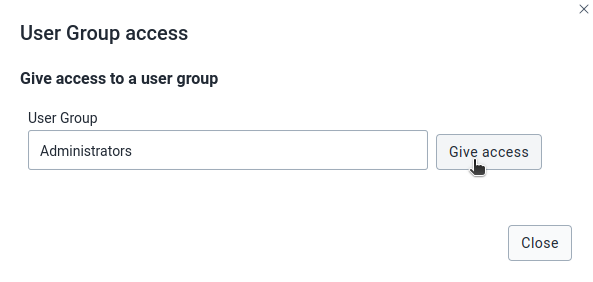 User Group access
Give access to a user group
User Group
Administrators
Give access
Close